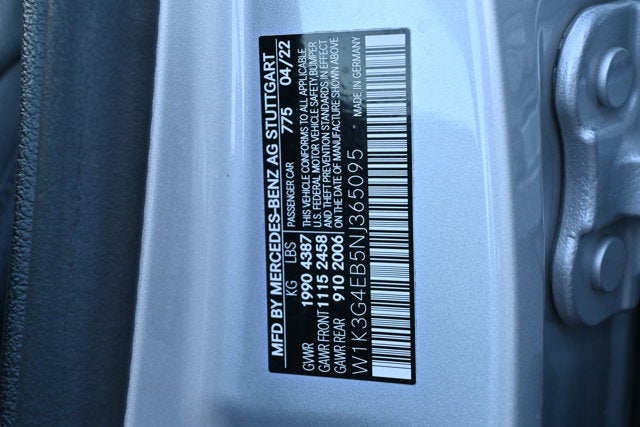 MFD BY MERCEDES-BENZ AG STUTTGART
KG LBS PASSENGER CAR 775 04/22
GVWR 1990 4387 THIS VEHICLE CONFORMS TO ALL APPLICABLE
GAWR FRONT 1115 2458 U.S. FEDERAL MOTOR VEHICLE SAFETY, BUMPER
AND THEFT PREVENTION STANDARDS IN EFFECT
GAWR REAR 910 2006 ON THE DATE OF MANUFACTURE SHOWN ABOVE.
W1K3G4EB5NJ365095 MADE IN GERMANY